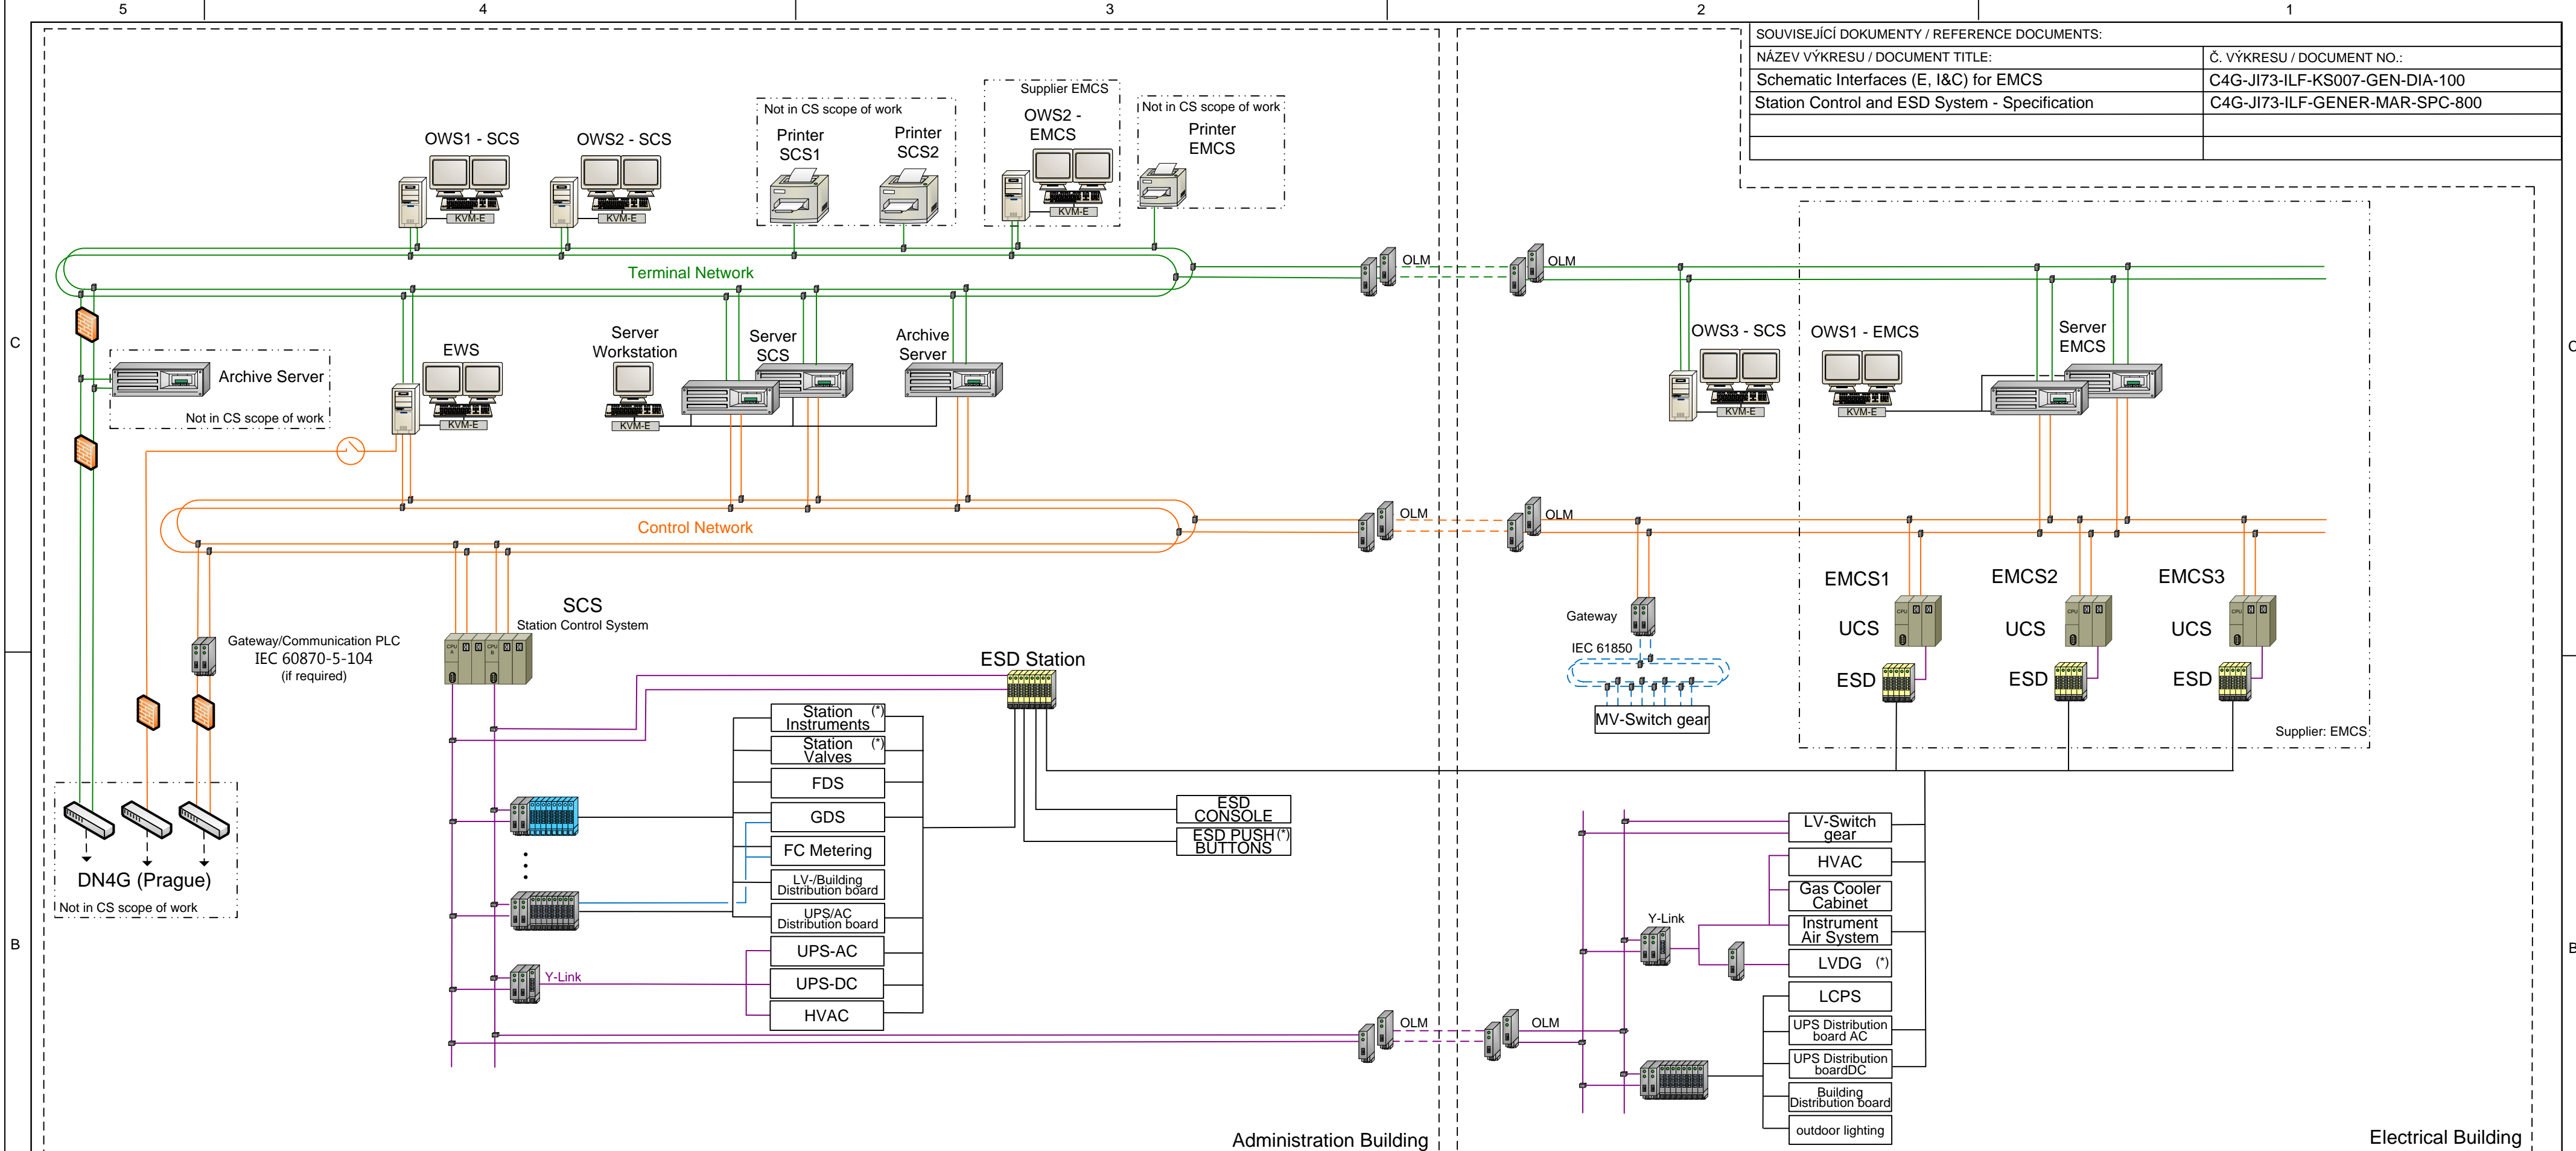 5
4
3
2
1
SOUVISEJÍCÍ DOKUMENTY / REFERENCE DOCUMENTS:
NÁZEV VÝKRESU / DOCUMENT TITLE:
Č. VÝKRESU / DOCUMENT NO.:
Schematic Interfaces (E, I&C) for EMCS
C4G-JI73-ILF-KS007-GEN-DIA-100
Station Control and ESD System - Specification
C4G-JI73-ILF-GENER-MAR-SPC-800
OWS1 - SCS
KVM-E
OWS2 - SCS
KVM-E
Not in CS scope of work
Printer
SCS1
Printer
SCS2
Supplier EMCS
OWS2 -
EMCS
KVM-E
Not in CS scope of work
Printer
EMCS
Terminal Network
OLM
OLM
C
C
Archive Server
Not in CS scope of work
EWS
KVM-E
Server
Workstation
KVM-E
Server
SCS
Archive
Server
OWS3 - SCS
KVM-E
OWS1 - EMCS
KVM-E
Server
EMCS
Control Network
OLM
OLM
Gateway/Communication PLC
IEC 60870-5-104
(if required)
SCS
Station Control System
CPU
A
CPU
B
ESD Station
Gateway
IEC 61850
MV-Switch gear
EMCS1
CPU
UCS
ESD
EMCS2
CPU
UCS
ESD
EMCS3
CPU
UCS
ESD
Supplier: EMCS
Station (*)
Instruments
Station (*)
Valves
FDS
GDS
FC Metering
LV-/Building
Distribution board
UPS/AC
Distribution board
UPS-AC
UPS-DC
HVAC
Y-Link
ESD
CONSOLE
ESD PUSH (*)
BUTTONS
DN4G (Prague)
Not in CS scope of work
B
B
LV-Switch
gear
HVAC
Gas Cooler
Cabinet
Instrument
Air System
LVDG (*)
LCPS
UPS Distribution
board AC
UPS Distribution
boardDC
Building
Distribution board
outdoor lighting
Y-Link
OLM
OLM
Administration Building
Electrical Building